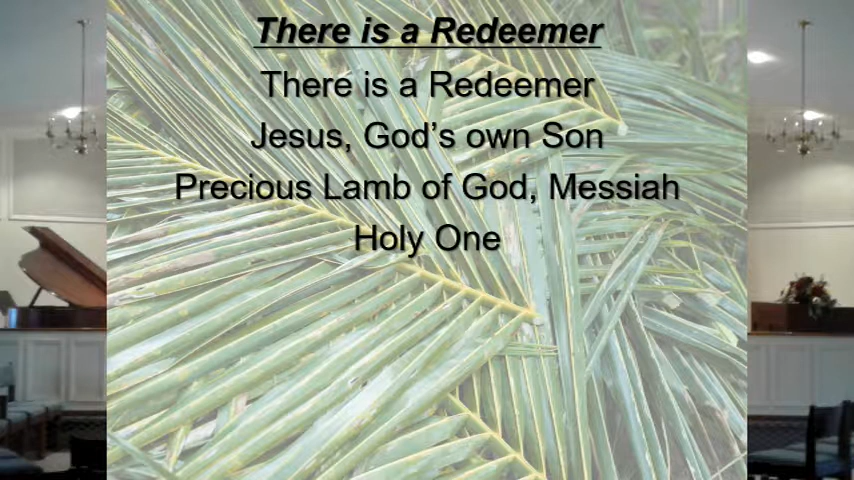 There is a Redeemer
There is a Redeemer
Jesus, God’s own Son
Precious Lamb of God, Messiah
Holy One